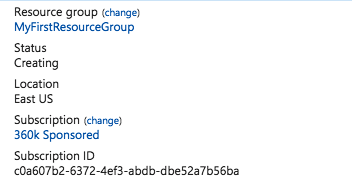 Resource group (change)
MyFirstResourceGroup
Status
Creating
Location
East US
Subscription (change)
360k Sponsored
Subscription ID
c0a607b2-6372-4ef3-abdb-dbe52a7b56ba